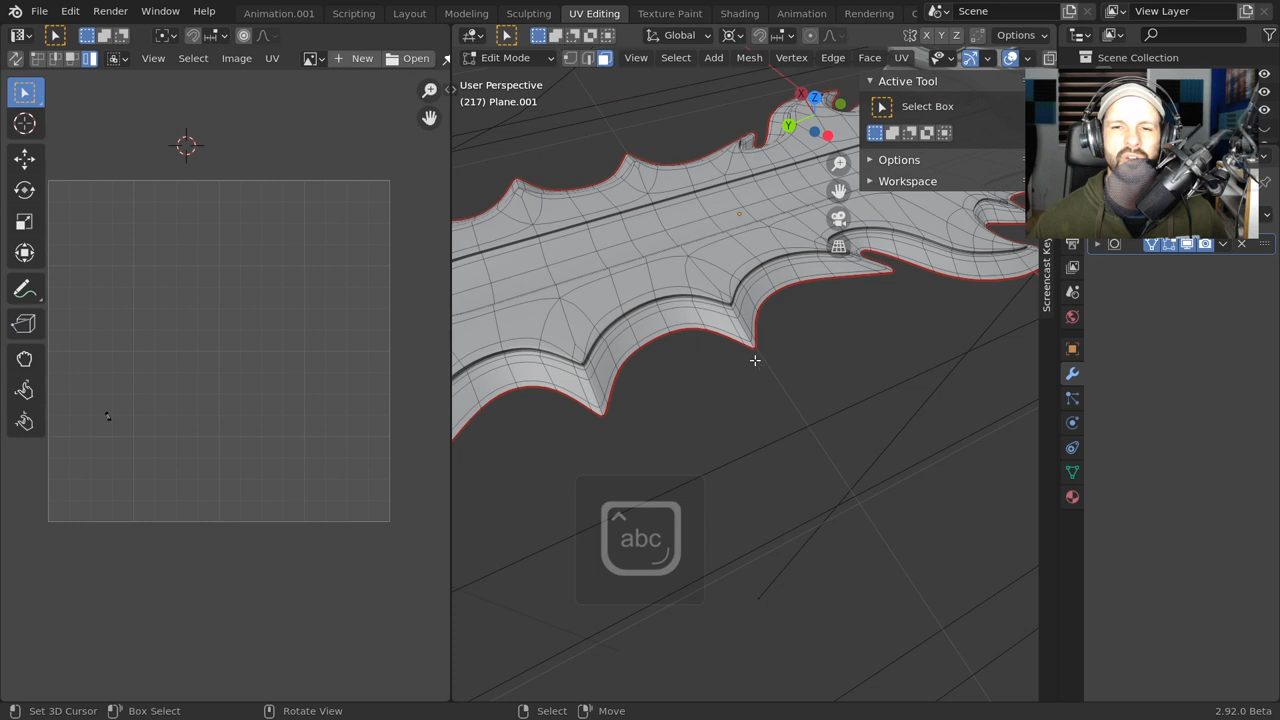 File Edit Render Window Help Animation.001 Scripting Layout Modeling Sculpting UV Editing Texture Paint Shading Animation Rendering Scene View Layer
Global X Y Z Options
View Select Image UV New Open Edit Mode View Select Add Mesh Vertex Edge Face UV Scene Collection
User Perspective
(217) Plane.001
Active Tool
Select Box
Options
Workspace
X
Z
Y
Screencast Key
abc
Set 3D Cursor Box Select Rotate View Select Move 2.92.0 Beta